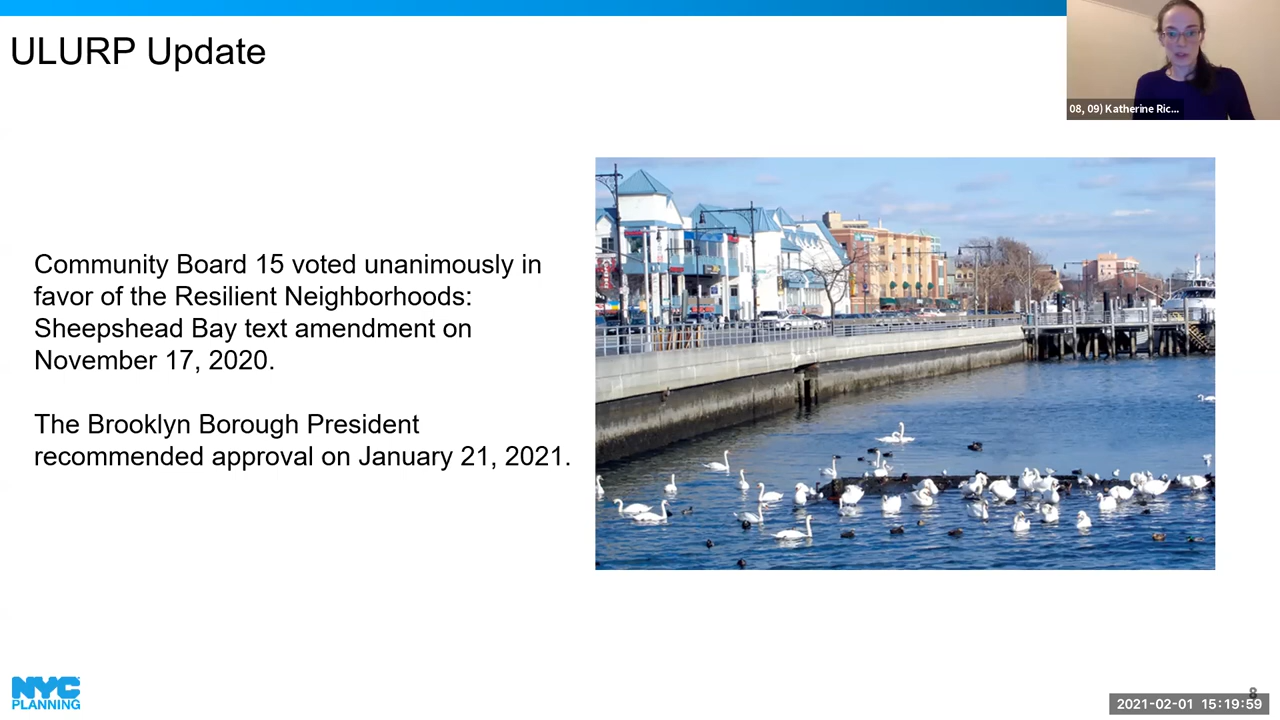 ULURP Update
08, 09) Katherine Ric...
Community Board 15 voted unanimously in
favor of the Resilient Neighborhoods:
Sheepshead Bay text amendment on
November 17, 2020.
The Brooklyn Borough President
recommended approval on January 21, 2021.
NYC
PLANNING
8
2021-02-01 15:19:59